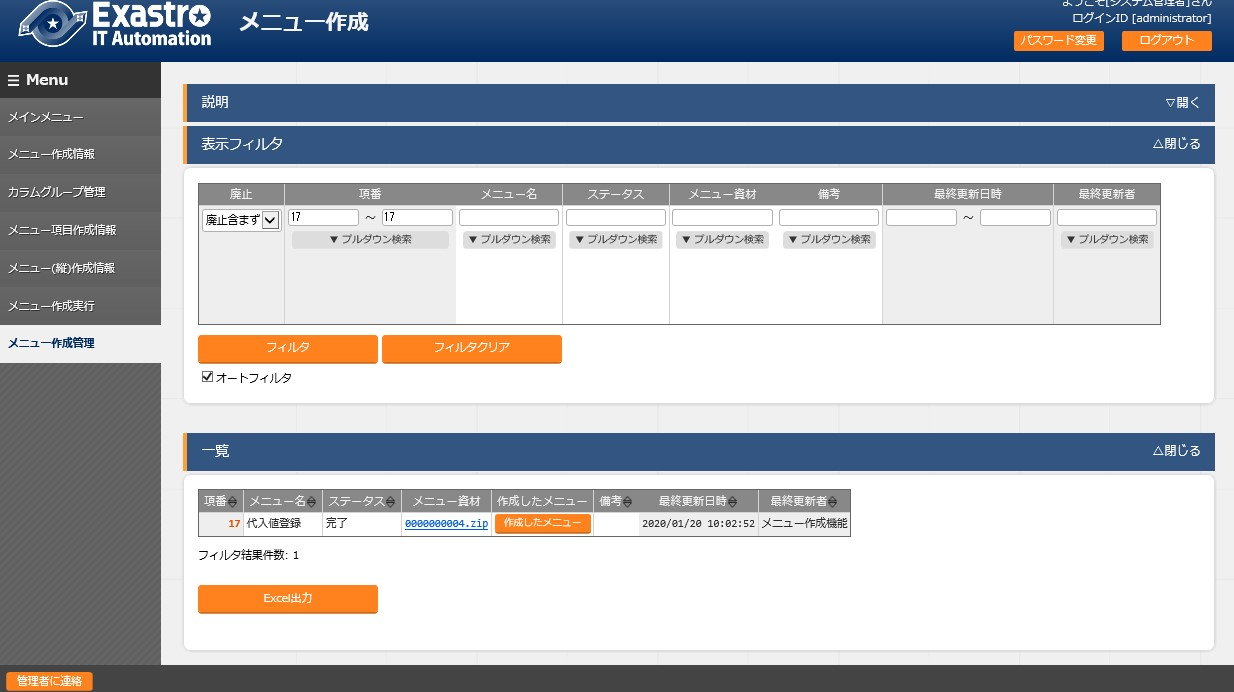 Exastro
IT Automation
メニュー作成
ようこそ[システム管理者]さん
ログインID [administrator]
パスワード変更 ログアウト
Menu
メインメニュー
メニュー作成情報
カラムグループ管理
メニュー項目作成情報
メニュー(縦)作成情報
メニュー作成実行
メニュー作成管理
説明 ▽開く
表示フィルタ △閉じる
廃止 項番 メニュー名 ステータス メニュー資材 備考 最終更新日時 最終更新者
廃止含まず 17 ～ 17 ～
▼プルダウン検索 ▼プルダウン検索 ▼プルダウン検索 ▼プルダウン検索 ▼プルダウン検索 ▼プルダウン検索
フィルタ フィルタクリア
オートフィルタ
一覧 △閉じる
項番 メニュー名 ステータス メニュー資材 作成したメニュー 備考 最終更新日時 最終更新者
17 代入値登録 完了 0000000004.zip 作成したメニュー 2020/01/20 10:02:52 メニュー作成機能
フィルタ結果件数: 1
Excel出力
管理者に連絡